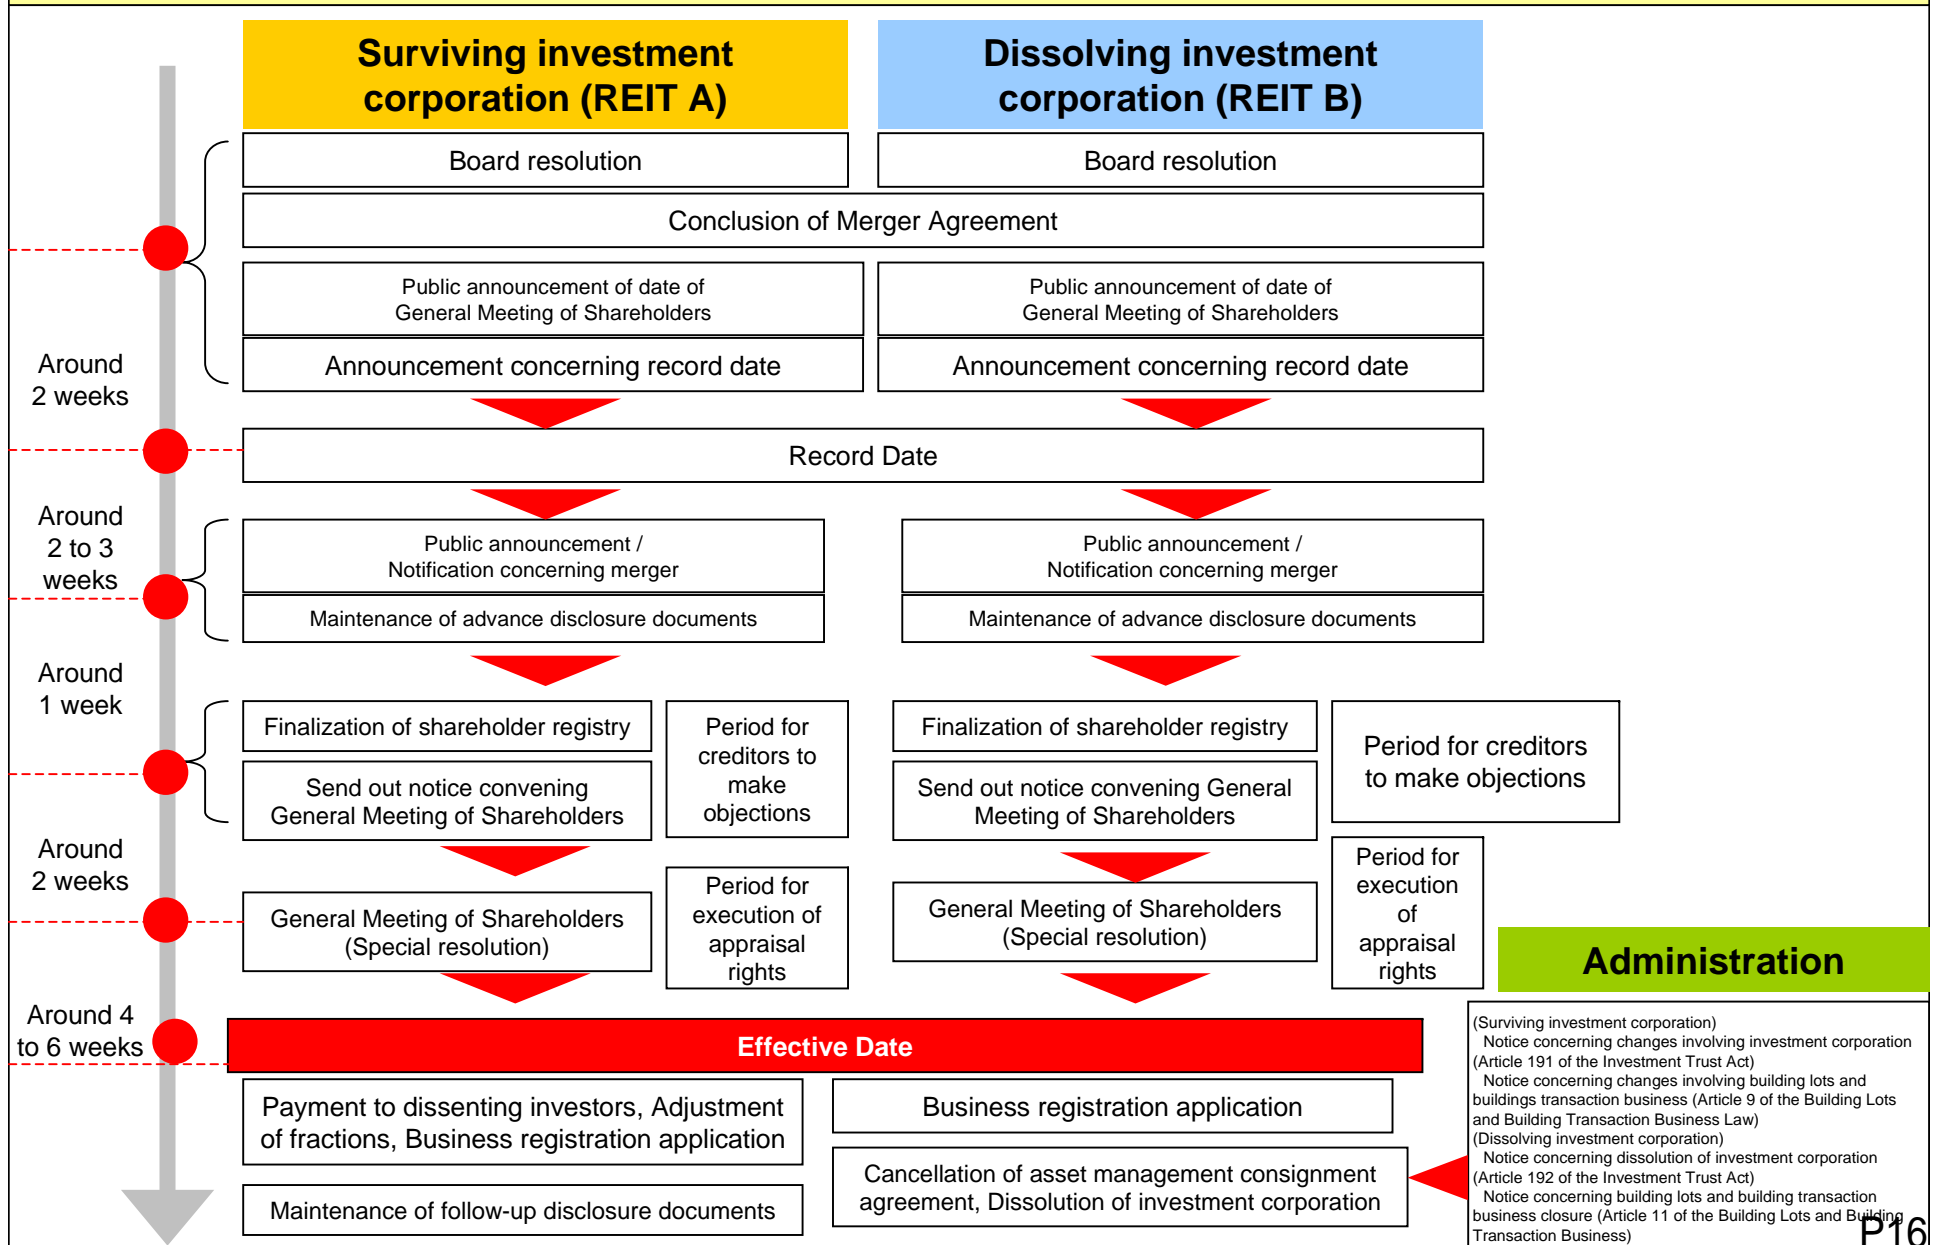 Surviving investment
corporation (REIT A)
Dissolving investment
corporation (REIT B)
Board resolution
Board resolution
Conclusion of Merger Agreement
Public announcement of date of
General Meeting of Shareholders
Public announcement of date of
General Meeting of Shareholders
Around
2 weeks
Announcement concerning record date
Announcement concerning record date
Record Date
Around
2 to 3
weeks
Public announcement /
Notification concerning merger
Public announcement /
Notification concerning merger
Maintenance of advance disclosure documents
Maintenance of advance disclosure documents
Around
1 week
Finalization of shareholder registry
Period for
creditors to
make
objections
Finalization of shareholder registry
Period for creditors
to make objections
Send out notice convening
General Meeting of Shareholders
Send out notice convening General
Meeting of Shareholders
Around
2 weeks
General Meeting of Shareholders
(Special resolution)
Period for
execution of
appraisal
rights
General Meeting of Shareholders
(Special resolution)
Period for
execution
of
appraisal
rights
Administration
Around 4
to 6 weeks
Effective Date
Payment to dissenting investors, Adjustment
of fractions, Business registration application
Business registration application
Maintenance of follow-up disclosure documents
Cancellation of asset management consignment
agreement, Dissolution of investment corporation
(Surviving investment corporation)
Notice concerning changes involving investment corporation
(Article 191 of the Investment Trust Act)
Notice concerning changes involving building lots and
buildings transaction business (Article 9 of the Building Lots
and Building Transaction Business Law)
(Dissolving investment corporation)
Notice concerning dissolution of investment corporation
(Article 192 of the Investment Trust Act)
Notice concerning building lots and building transaction
business closure (Article 11 of the Building Lots and Building
Transaction Business)
P16